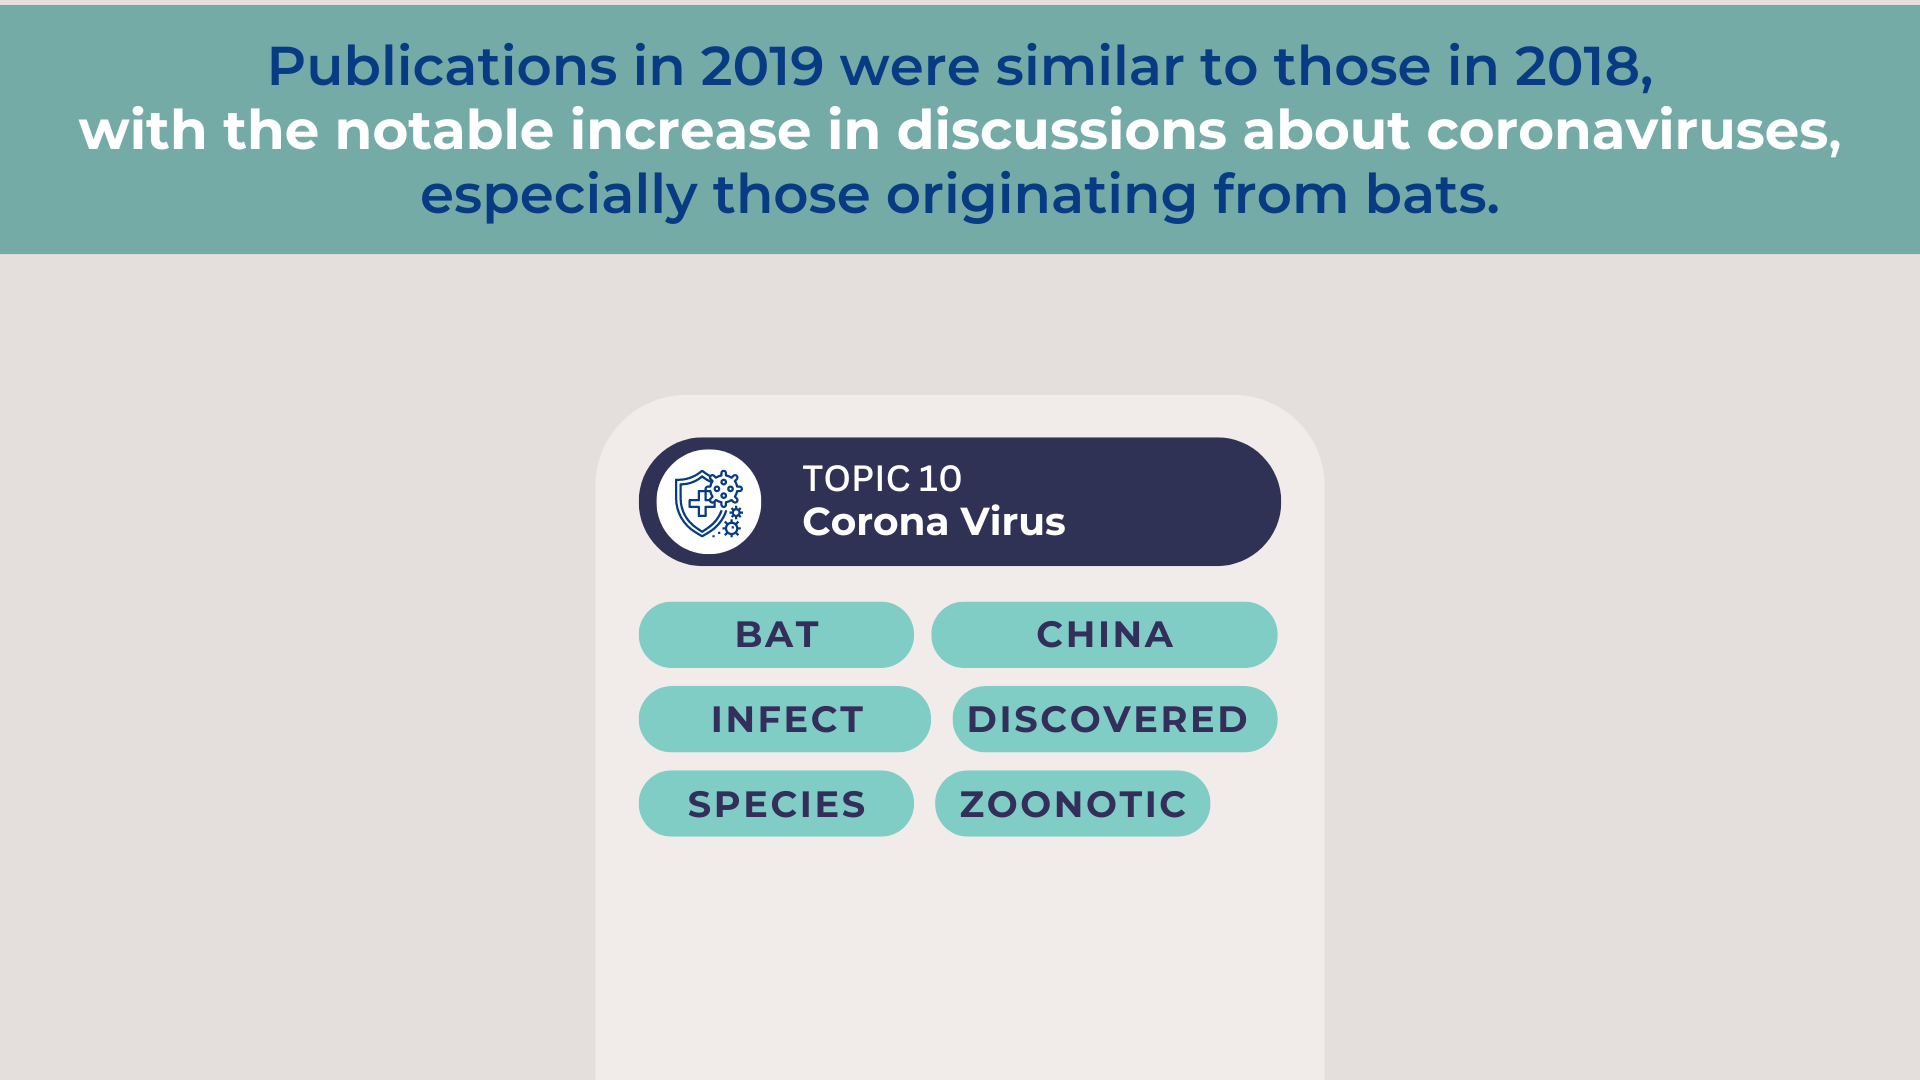 Publications in 2019 were similar to those in 2018,
with the notable increase in discussions about coronaviruses,
especially those originating from bats.
TOPIC 10
Corona Virus
BAT
CHINA
INFECT
DISCOVERED
SPECIES
ZOONOTIC